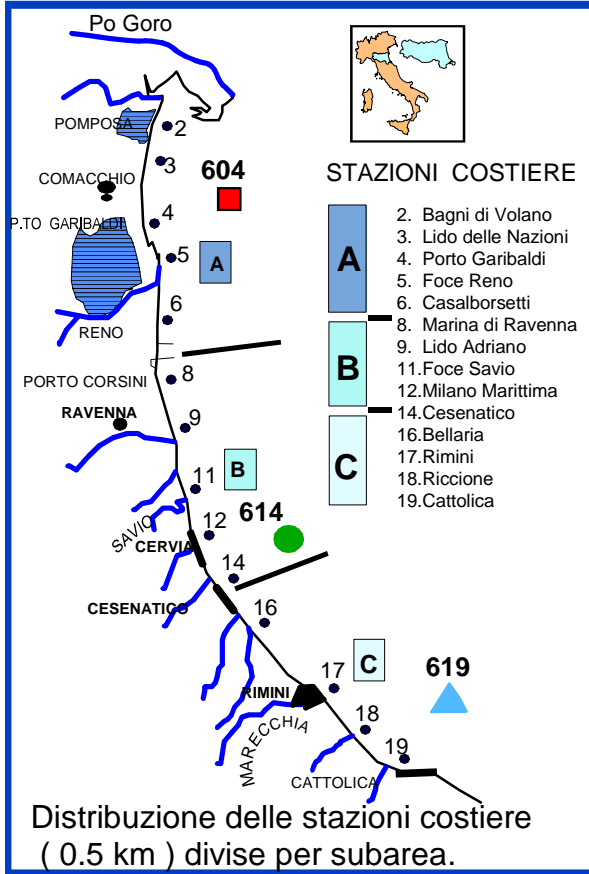 Po Goro
POMPOSA
2
3
604
COMACCHIO
P.TO GARIBALDI
4
5
A
6
RENO
PORTO CORSINI
8
RAVENNA
9
B
11
SAVIO
12
614
CERVIA
14
CESENATICO
16
17
C
619
RIMINI
MARECCHIA
18
19
CATTOLICA
STAZIONI COSTIERE
A
B
C
2. Bagni di Volano
3. Lido delle Nazioni
4. Porto Garibaldi
5. Foce Reno
6. Casalborsetti
8. Marina di Ravenna
9. Lido Adriano
11.Foce Savio
12.Milano Marittima
14.Cesenatico
16.Bellaria
17.Rimini
18.Riccione
19.Cattolica
Distribuzione delle stazioni costiere
( 0.5 km ) divise per subarea.